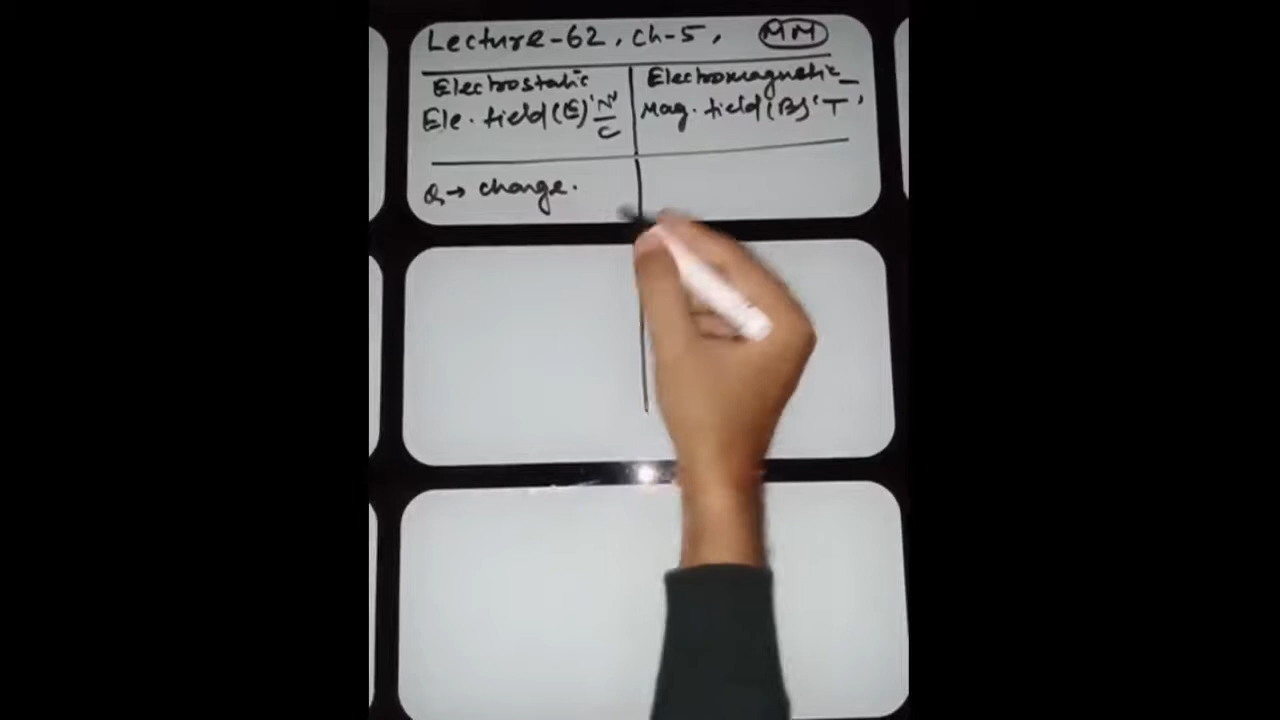 Lecture-62, ch-5, MM
Electrostatic
Ele. field (E) 'N/C'
Electromagnetic
Mag. field (B) 'T'
Q → charge.